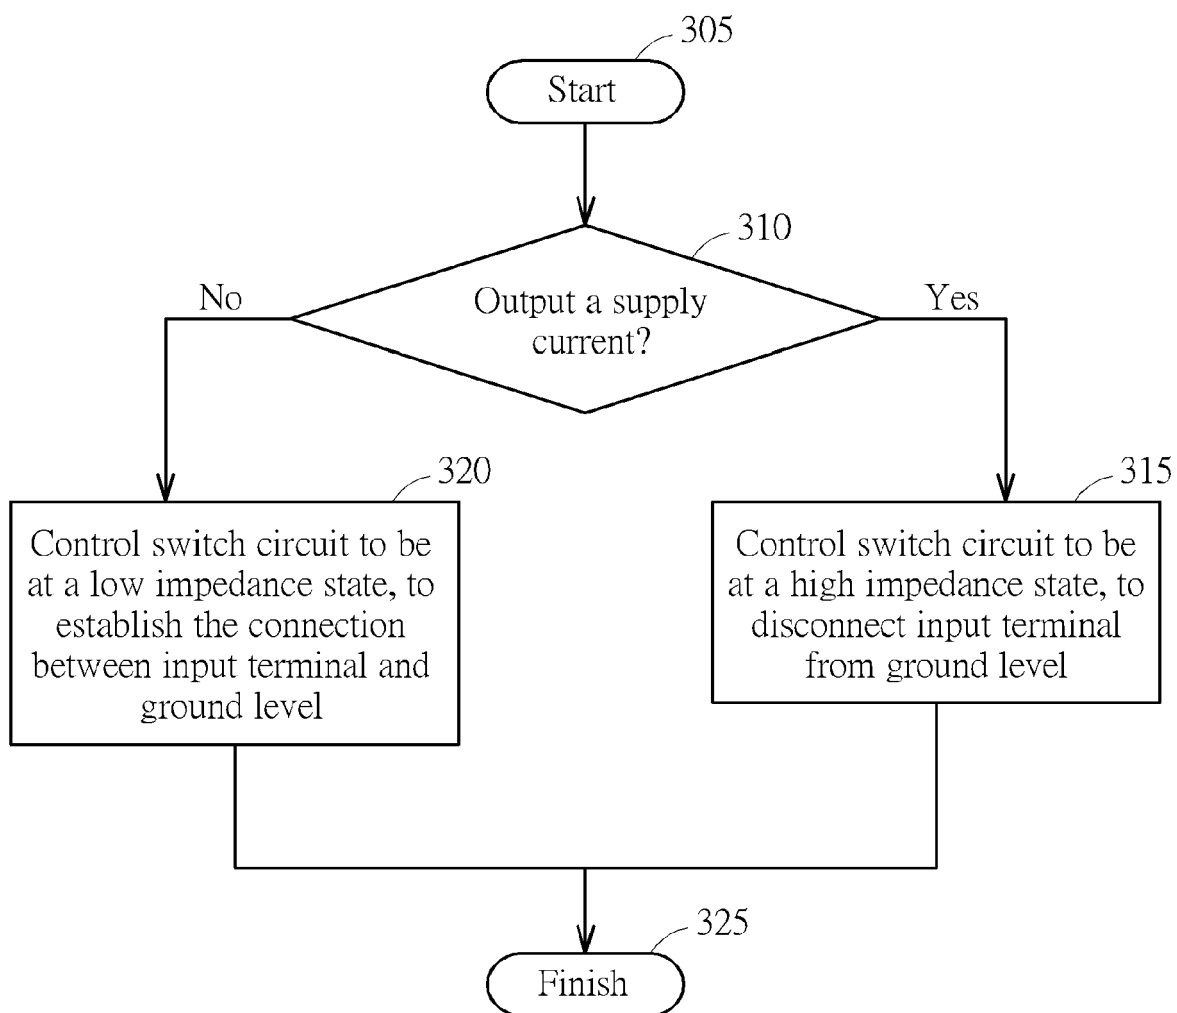 305
Start
310
Output a supply
current?
No
Yes
320
Control switch circuit to be
at a low impedance state, to
establish the connection
between input terminal and
ground level
315
Control switch circuit to be
at a high impedance state, to
disconnect input terminal
from ground level
325
Finish